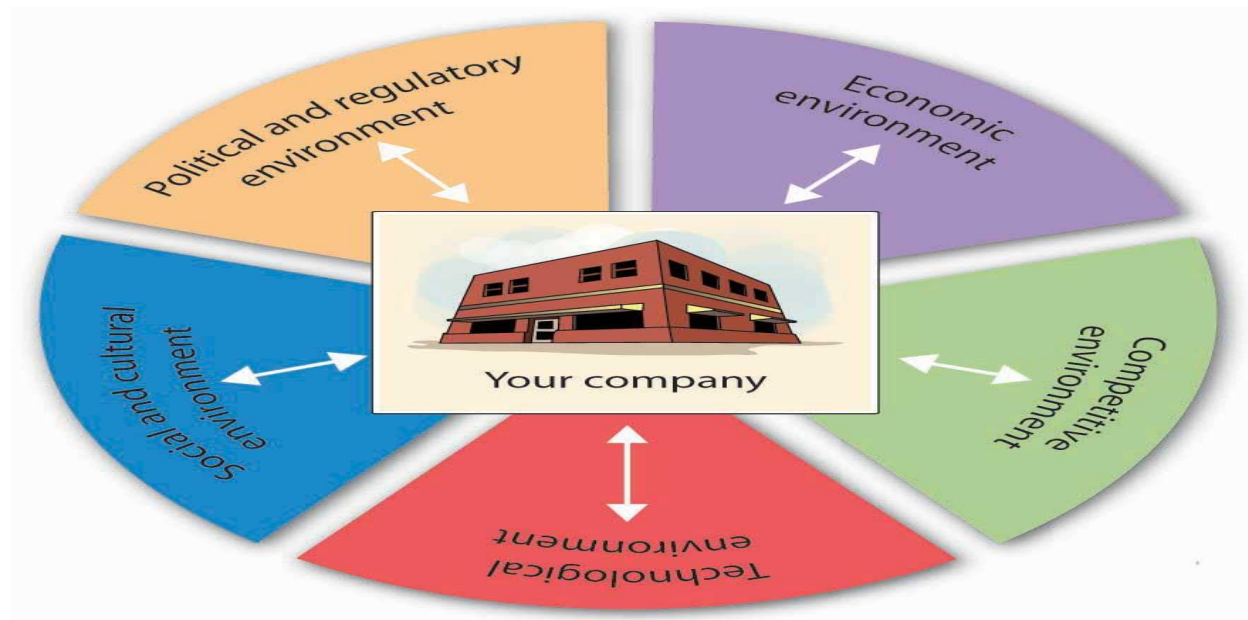 Political and regulatory
environment
Economic
environment
Social and cultural
environment
Your company
Competitive
environment
Technological
environment